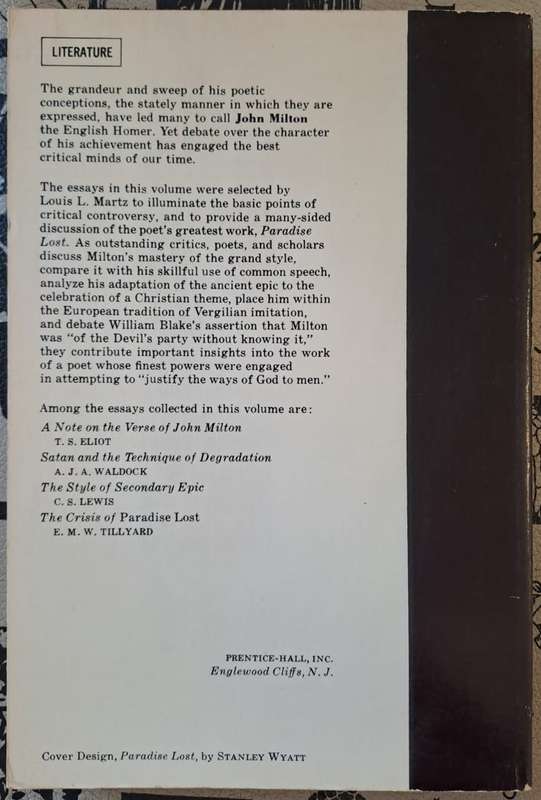 LITERATURE
The grandeur and sweep of his poetic
conceptions, the stately manner in which they are
expressed, have led many to call John Milton
the English Homer. Yet debate over the character
of his achievement has engaged the best
critical minds of our time.
The essays in this volume were selected by
Louis L. Martz to illuminate the basic points of
critical controversy, and to provide a many-sided
discussion of the poet's greatest work, Paradise
Lost. As outstanding critics, poets, and scholars
discuss Milton's mastery of the grand style,
compare it with his skillful use of common speech,
analyze his adaptation of the ancient epic to the
celebration of a Christian theme, place him within
the European tradition of Vergilian imitation,
and debate William Blake's assertion that Milton
was "of the Devil's party without knowing it,"
they contribute important insights into the work
of a poet whose finest powers were engaged
in attempting to "justify the ways of God to men."
Among the essays collected in this volume are:
A Note on the Verse of John Milton
T. S. ELIOT
Satan and the Technique of Degradation
A. J. A. WALDOCK
The Style of Secondary Epic
C. S. LEWIS
The Crisis of Paradise Lost
E. M. W. TILLYARD
PRENTICE-HALL, INC.
Englewood Cliffs, N. J.
Cover Design, Paradise Lost, by STANLEY WYATT